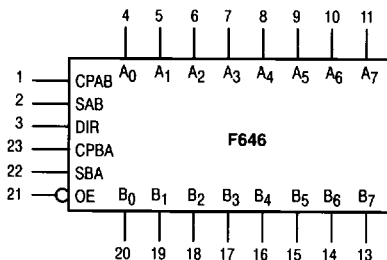 4 5 6 7 8 9 10 11
A0 A1 A2 A3 A4 A5 A6 A7
1 CPAB
2 SAB
3 DIR
F646
23 CPBA
22 SBA
21 OE B0 B1 B2 B3 B4 B5 B6 B7
20 19 18 17 16 15 14 13